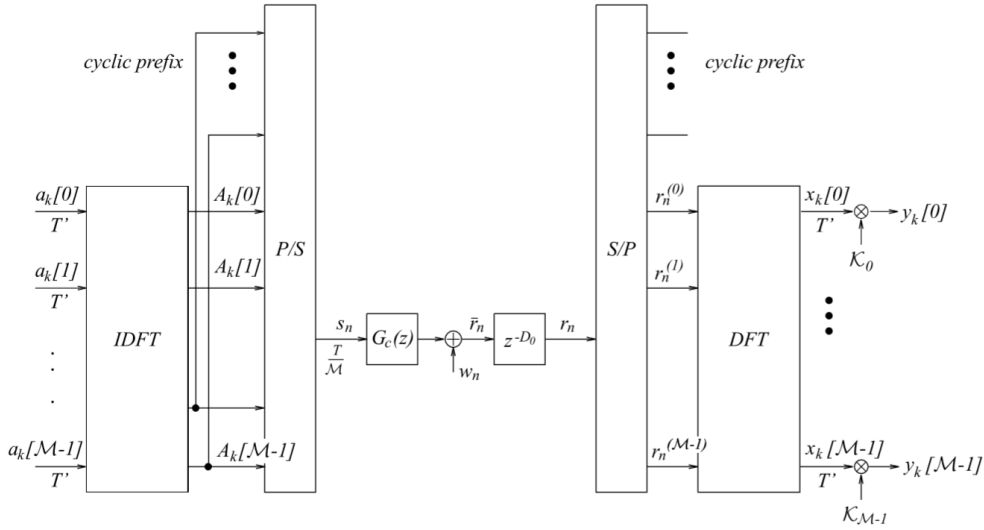 cyclic prefix
cyclic prefix
a_k[0]
T'
A_k[0]
r_n^(0)
x_k[0]
T'
y_k[0]
𝒦_0
P/S
S/P
a_k[1]
T'
A_k[1]
r_n^(1)
IDFT
s_n
T/ℳ
G_c(z)
w_n
r̄_n
z^-D_0
r_n
DFT
a_k[ℳ-1]
T'
A_k[ℳ-1]
r_n^(ℳ-1)
x_k[ℳ-1]
T'
y_k[ℳ-1]
𝒦_ℳ-1